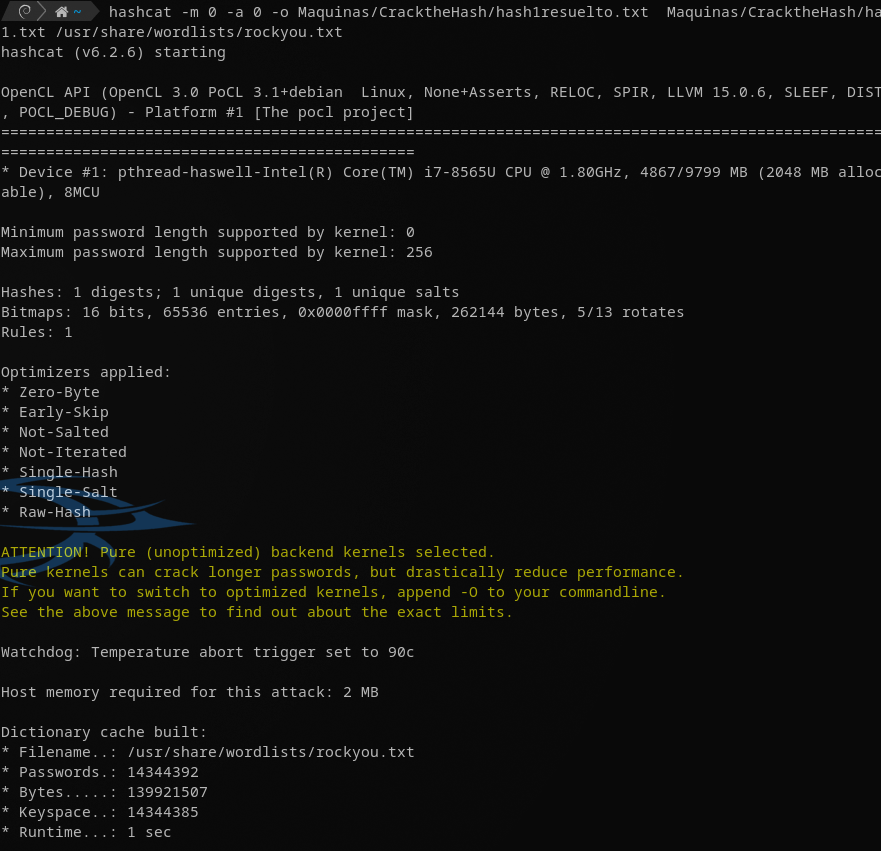 ~ hashcat -m 0 -a 0 -o Maquinas/CracktheHash/hash1resuelto.txt  Maquinas/CracktheHash/ha
1.txt /usr/share/wordlists/rockyou.txt
hashcat (v6.2.6) starting
OpenCL API (OpenCL 3.0 PoCL 3.1+debian  Linux, None+Asserts, RELOC, SPIR, LLVM 15.0.6, SLEEF, DIST
, POCL_DEBUG) - Platform #1 [The pocl project]
==================================================================================================
==============================================
* Device #1: pthread-haswell-Intel(R) Core(TM) i7-8565U CPU @ 1.80GHz, 4867/9799 MB (2048 MB alloc
able), 8MCU
Minimum password length supported by kernel: 0
Maximum password length supported by kernel: 256
Hashes: 1 digests; 1 unique digests, 1 unique salts
Bitmaps: 16 bits, 65536 entries, 0x0000ffff mask, 262144 bytes, 5/13 rotates
Rules: 1
Optimizers applied:
* Zero-Byte
* Early-Skip
* Not-Salted
* Not-Iterated
* Single-Hash
* Single-Salt
* Raw-Hash
ATTENTION! Pure (unoptimized) backend kernels selected.
Pure kernels can crack longer passwords, but drastically reduce performance.
If you want to switch to optimized kernels, append -O to your commandline.
See the above message to find out about the exact limits.
Watchdog: Temperature abort trigger set to 90c
Host memory required for this attack: 2 MB
Dictionary cache built:
* Filename..: /usr/share/wordlists/rockyou.txt
* Passwords.: 14344392
* Bytes.....: 139921507
* Keyspace..: 14344385
* Runtime...: 1 sec